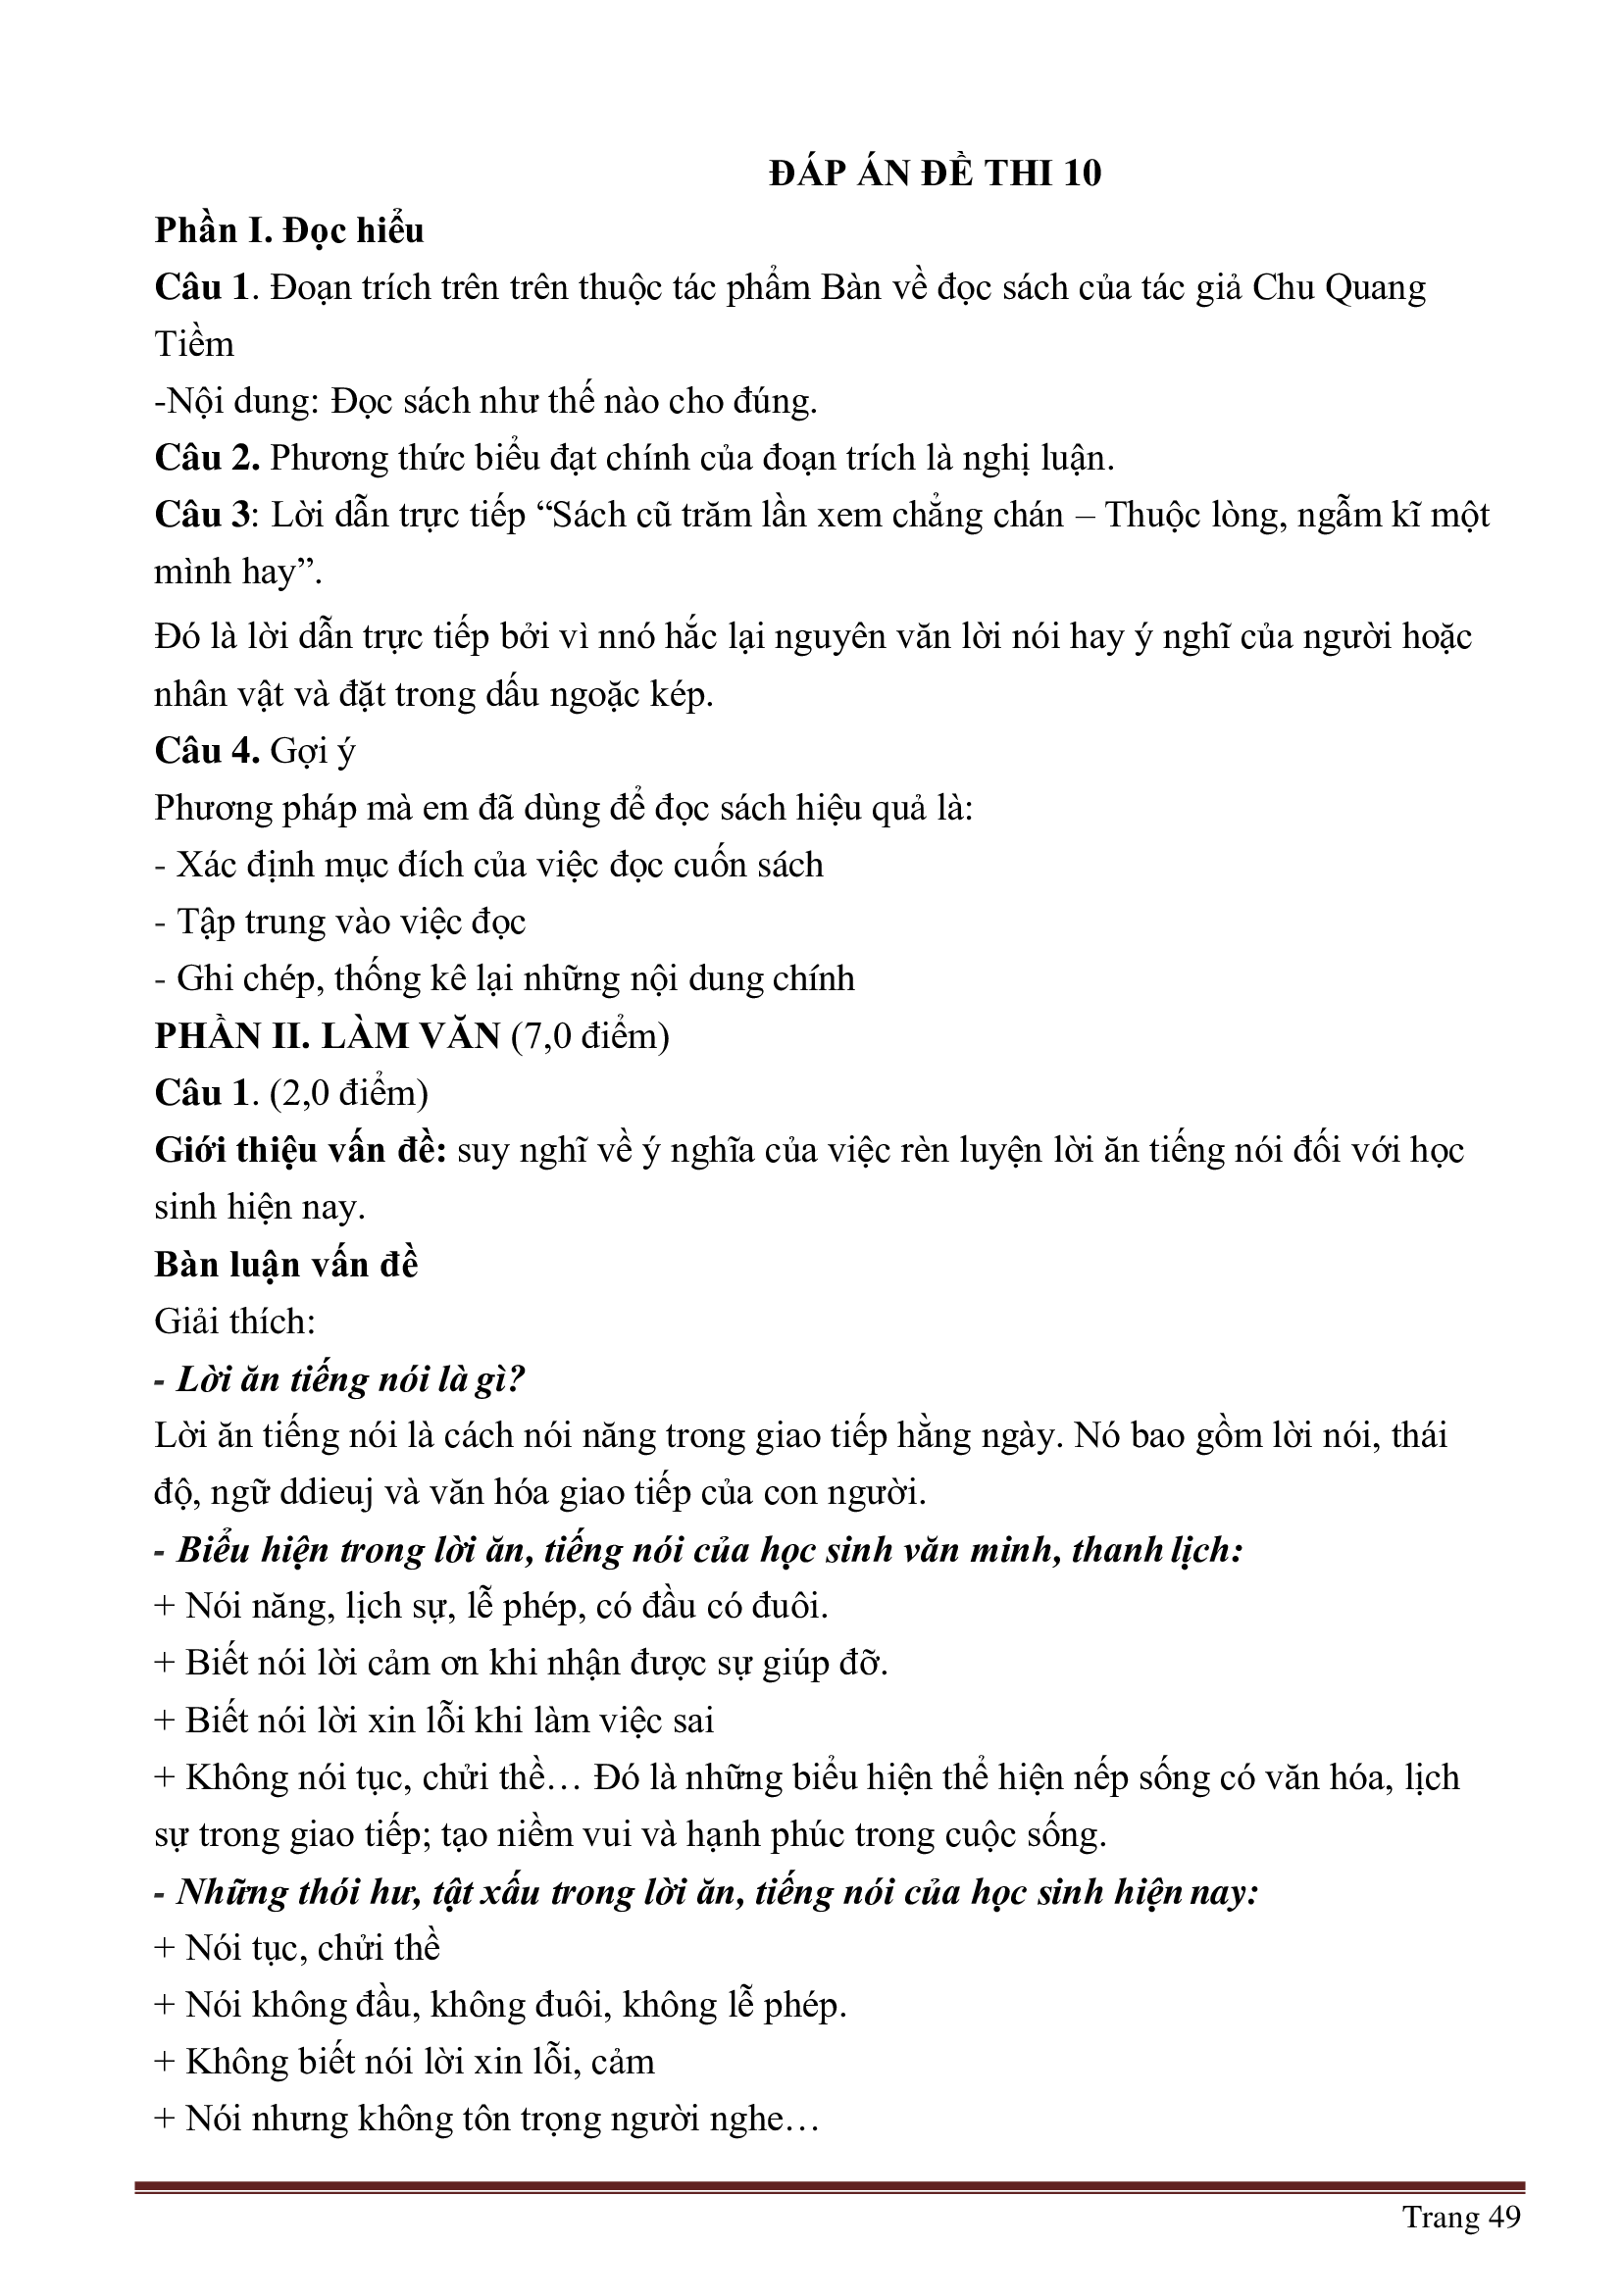 ĐÁP ÁN ĐỀ THI 10
Phần I. Đọc hiểu
Câu 1. Đoạn trích trên trên thuộc tác phẩm Bàn về đọc sách của tác giả Chu Quang
Tiềm
-Nội dung: Đọc sách như thế nào cho đúng.
Câu 2. Phương thức biểu đạt chính của đoạn trích là nghị luận.
Câu 3: Lời dẫn trực tiếp “Sách cũ trăm lần xem chẳng chán – Thuộc lòng, ngẫm kĩ một
mình hay”.
Đó là lời dẫn trực tiếp bởi vì nnó hắc lại nguyên văn lời nói hay ý nghĩ của người hoặc
nhân vật và đặt trong dấu ngoặc kép.
Câu 4. Gợi ý
Phương pháp mà em đã dùng để đọc sách hiệu quả là:
- Xác định mục đích của việc đọc cuốn sách
- Tập trung vào việc đọc
- Ghi chép, thống kê lại những nội dung chính
PHẦN II. LÀM VĂN (7,0 điểm)
Câu 1. (2,0 điểm)
Giới thiệu vấn đề: suy nghĩ về ý nghĩa của việc rèn luyện lời ăn tiếng nói đối với học
sinh hiện nay.
Bàn luận vấn đề
Giải thích:
- Lời ăn tiếng nói là gì?
Lời ăn tiếng nói là cách nói năng trong giao tiếp hằng ngày. Nó bao gồm lời nói, thái
độ, ngữ ddieuj và văn hóa giao tiếp của con người.
- Biểu hiện trong lời ăn, tiếng nói của học sinh văn minh, thanh lịch:
+ Nói năng, lịch sự, lễ phép, có đầu có đuôi.
+ Biết nói lời cảm ơn khi nhận được sự giúp đỡ.
+ Biết nói lời xin lỗi khi làm việc sai
+ Không nói tục, chửi thề… Đó là những biểu hiện thể hiện nếp sống có văn hóa, lịch
sự trong giao tiếp; tạo niềm vui và hạnh phúc trong cuộc sống.
- Những thói hư, tật xấu trong lời ăn, tiếng nói của học sinh hiện nay:
+ Nói tục, chửi thề
+ Nói không đầu, không đuôi, không lễ phép.
+ Không biết nói lời xin lỗi, cảm
+ Nói nhưng không tôn trọng người nghe…
Trang 49